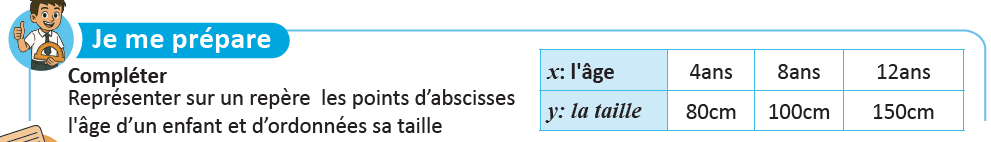 Je me prépare
Compléter
Représenter sur un repère les points d’abscisses
l'âge d’un enfant et d’ordonnées sa taille
x: l'âge 4ans 8ans 12ans
y: la taille 80cm 100cm 150cm